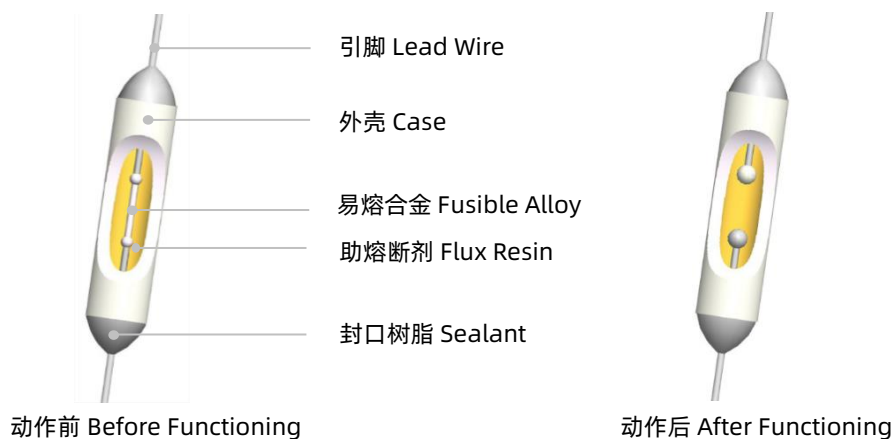 引脚 Lead Wire
外壳 Case
易熔合金 Fusible Alloy
助熔断剂 Flux Resin
封口树脂 Sealant
动作前 Before Functioning
动作后 After Functioning